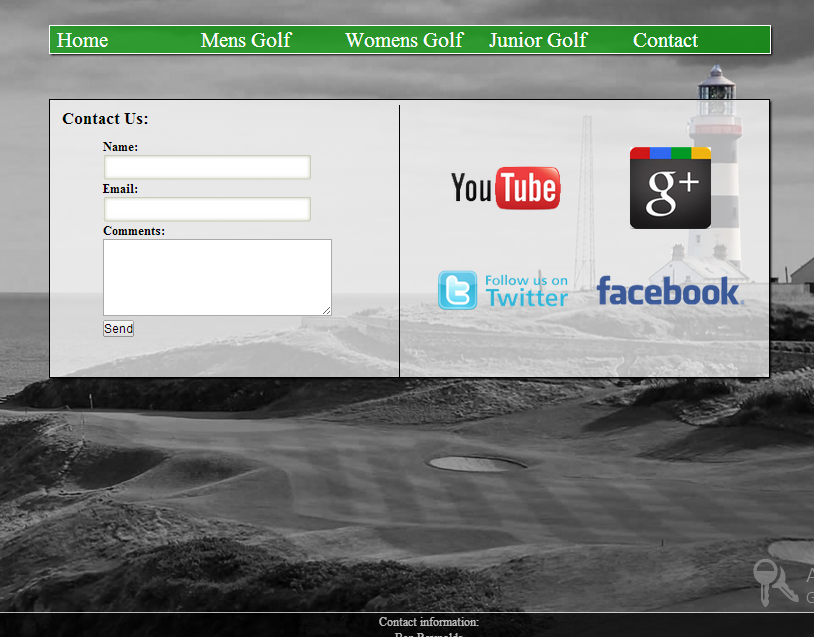 Home Mens Golf Womens Golf Junior Golf Contact
Contact Us:
Name:
Email:
Comments:
Send
YouTube
g+
Follow us on
Twitter
facebook
Contact information: